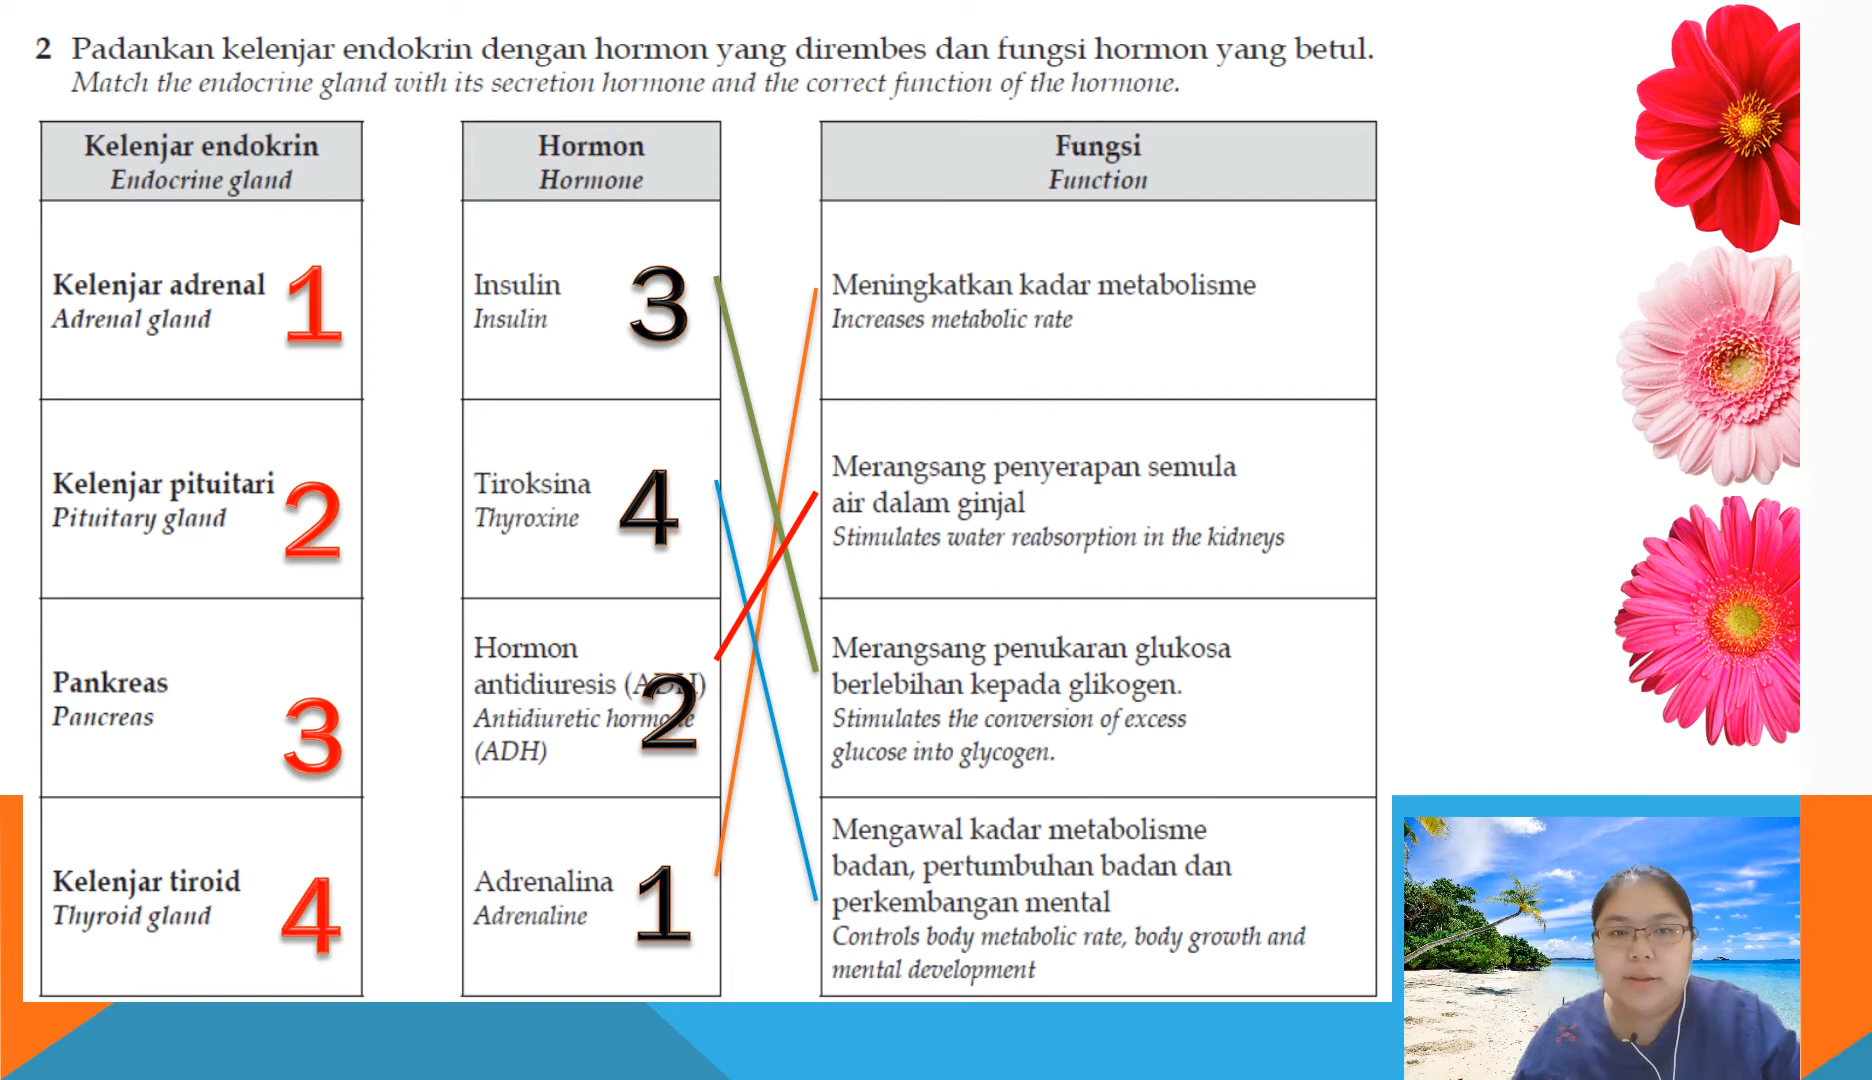 2 Padankan kelenjar endokrin dengan hormon yang dirembes dan fungsi hormon yang betul.
Match the endocrine gland with its secretion hormone and the correct function of the hormone.
Kelenjar endokrin
Endocrine gland
Kelenjar adrenal 1
Adrenal gland
Kelenjar pituitari 2
Pituitary gland
Pankreas 3
Pancreas
Kelenjar tiroid 4
Thyroid gland
Hormon
Hormone
Insulin 3
Insulin
Tiroksina 4
Thyroxine
Hormon
antidiuresis (ADH) 2
Antidiuretic hormone
(ADH)
Adrenalina 1
Adrenaline
Fungsi
Function
Meningkatkan kadar metabolisme
Increases metabolic rate
Merangsang penyerapan semula
air dalam ginjal
Stimulates water reabsorption in the kidneys
Merangsang penukaran glukosa
berlebihan kepada glikogen.
Stimulates the conversion of excess
glucose into glycogen.
Mengawal kadar metabolisme
badan, pertumbuhan badan dan
perkembangan mental
Controls body metabolic rate, body growth and
mental development